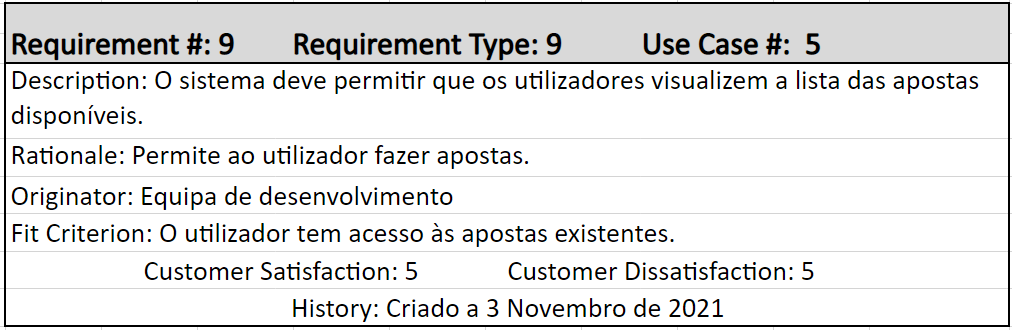 Requirement #: 9 Requirement Type: 9 Use Case #: 5
Description: O sistema deve permitir que os utilizadores visualizem a lista das apostas
disponíveis.
Rationale: Permite ao utilizador fazer apostas.
Originator: Equipa de desenvolvimento
Fit Criterion: O utilizador tem acesso às apostas existentes.
Customer Satisfaction: 5 Customer Dissatisfaction: 5
History: Criado a 3 Novembro de 2021